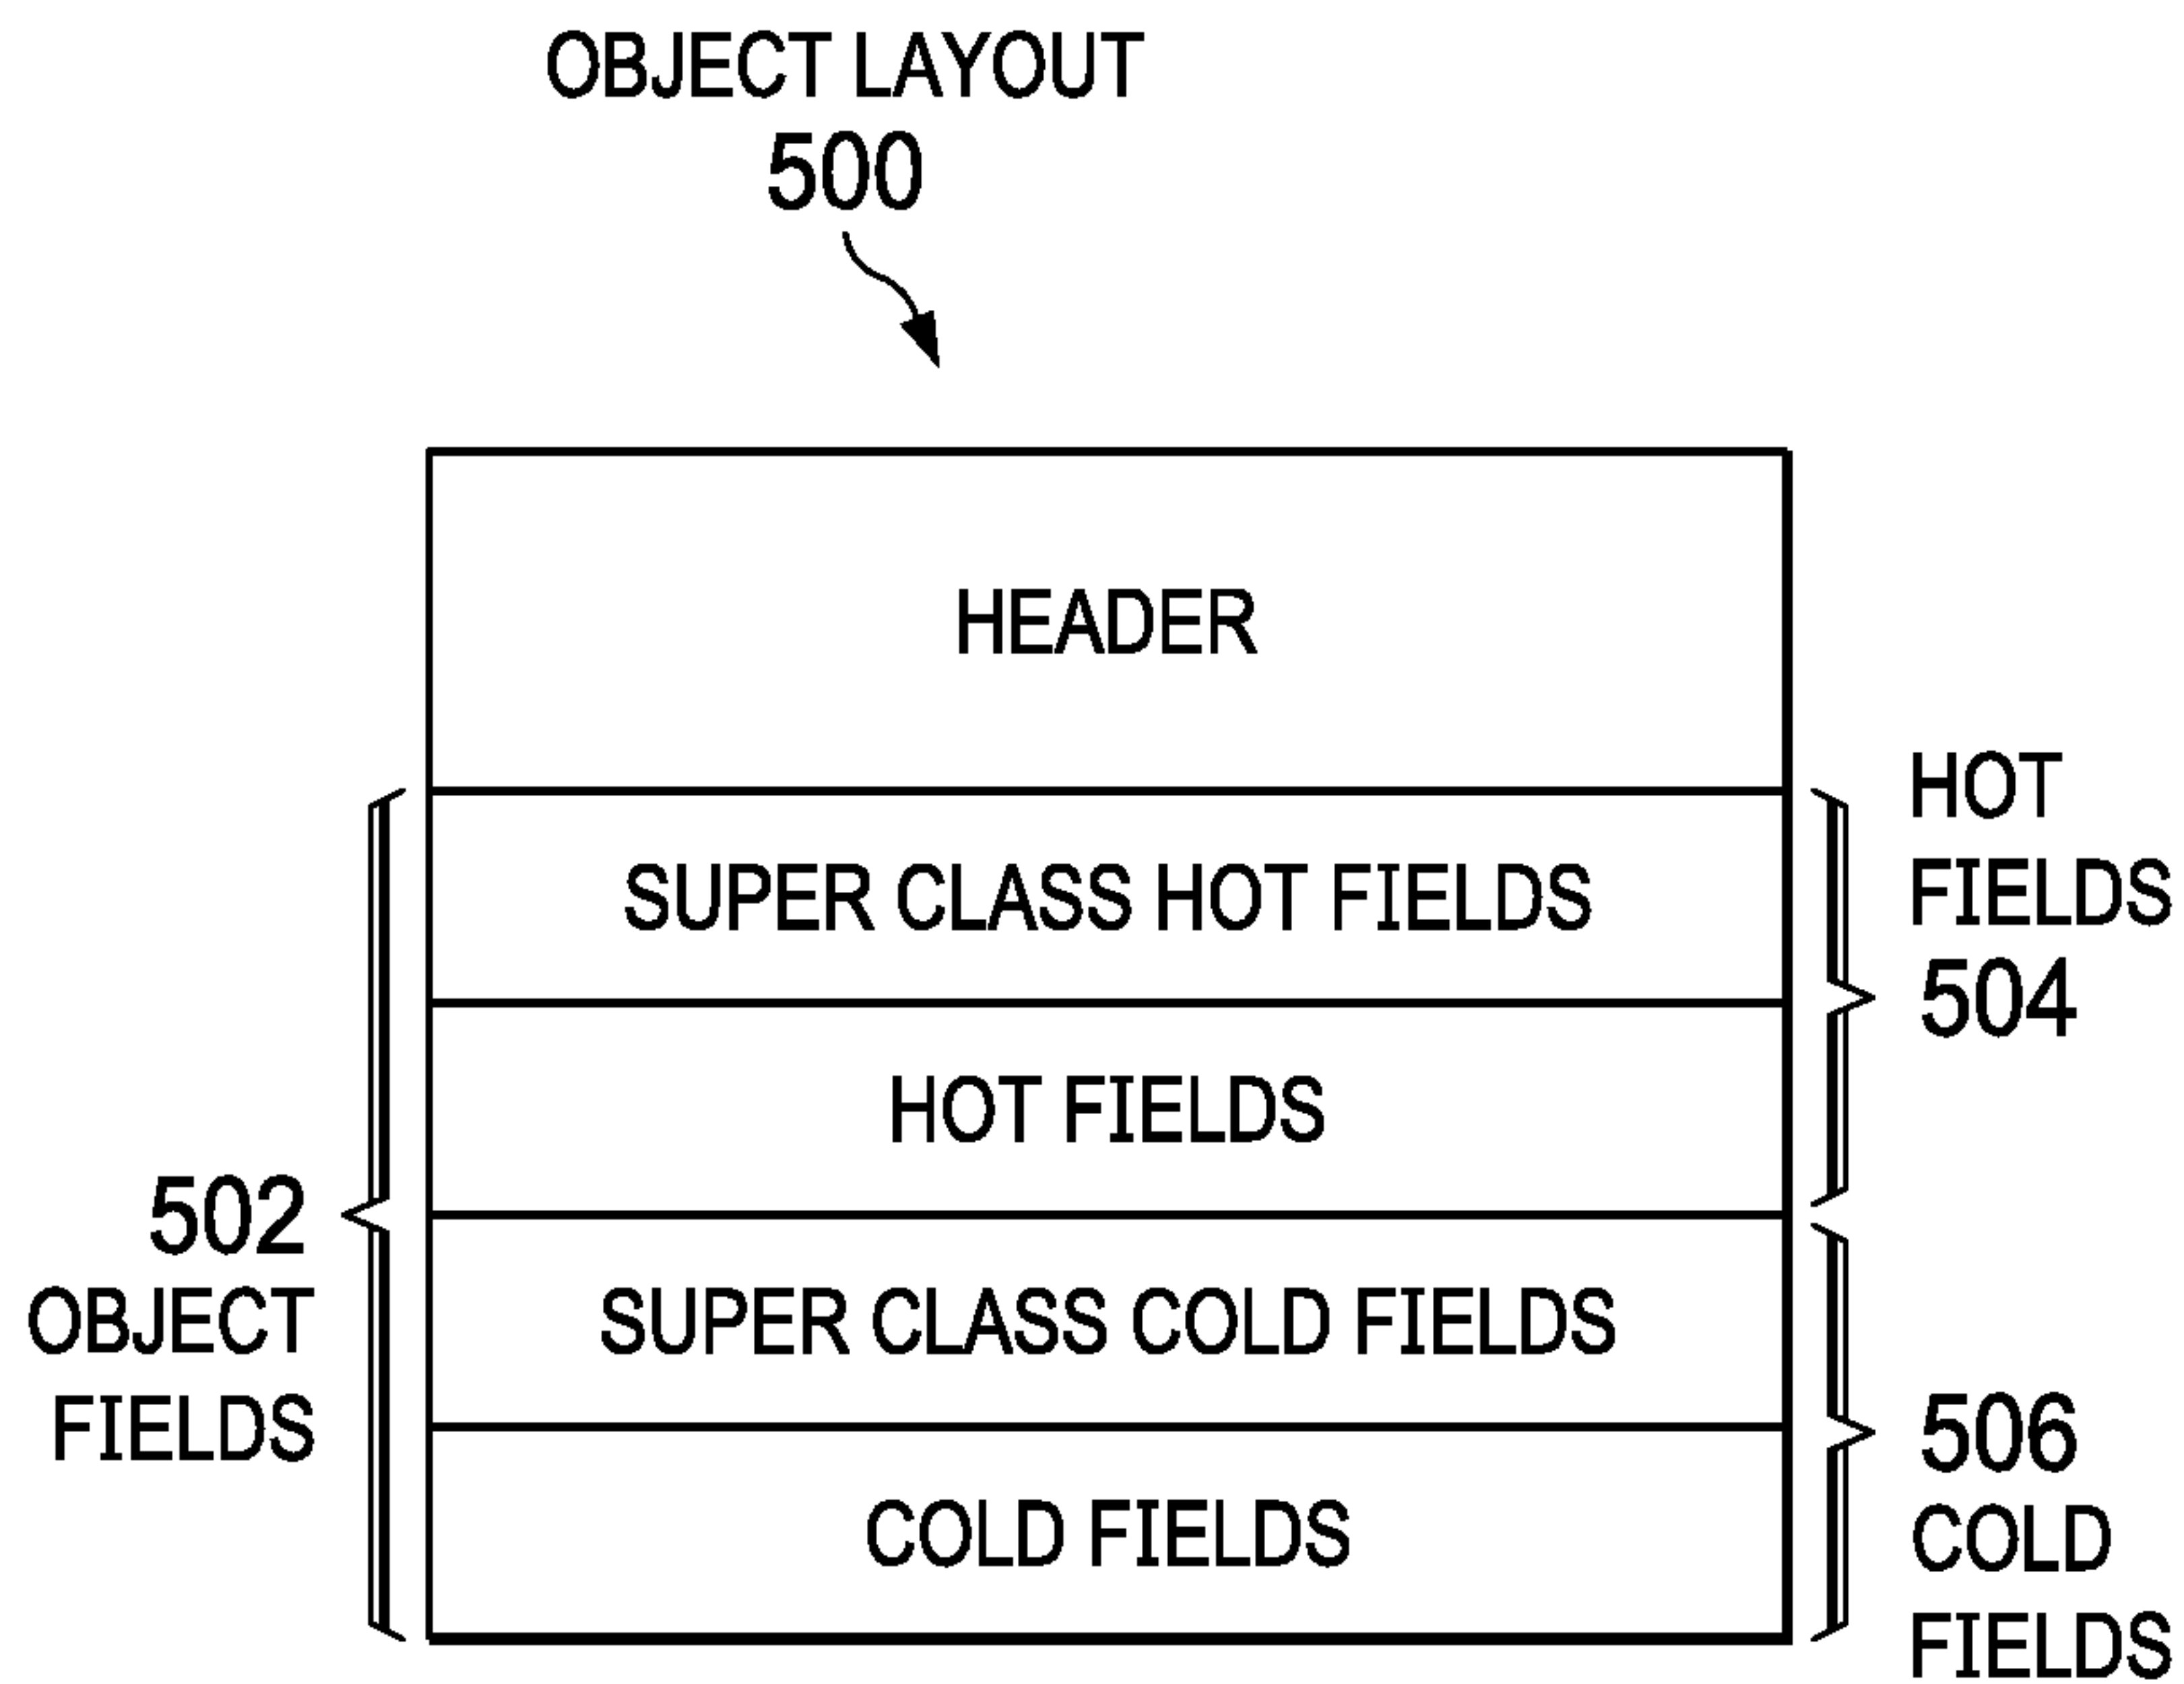 OBJECT LAYOUT
500
HEADER
SUPER CLASS HOT FIELDS
HOT FIELDS
SUPER CLASS COLD FIELDS
COLD FIELDS
502
OBJECT
FIELDS
HOT
FIELDS
504
506
COLD
FIELDS